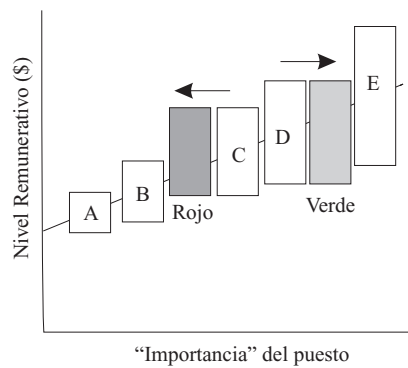 Nivel Remunerativo ($)
A
B
Rojo
C
D
Verde
E
“Importancia” del puesto